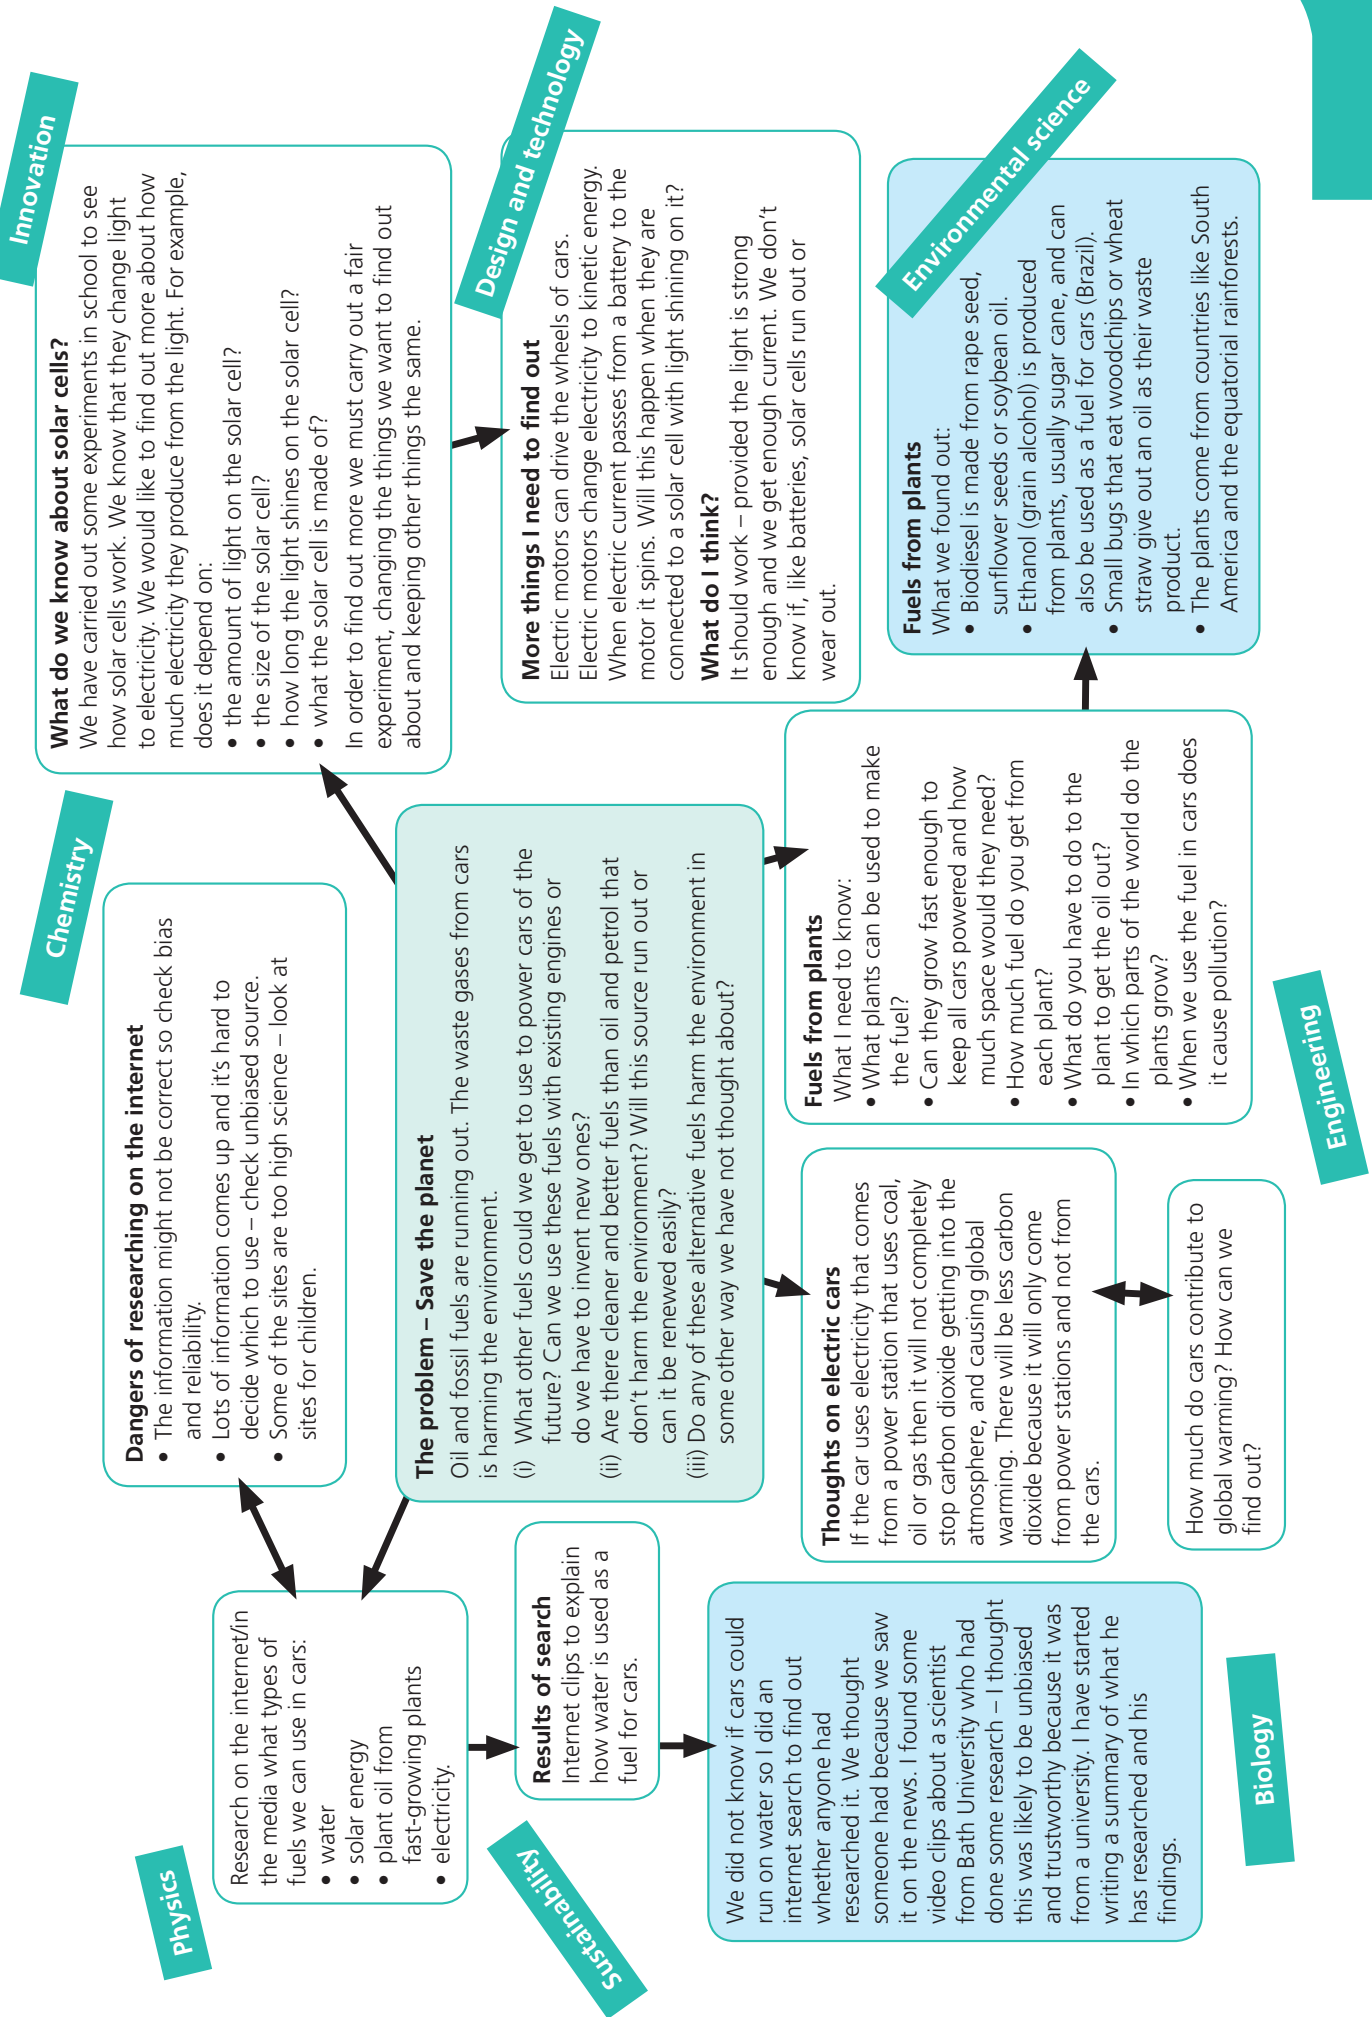 Physics
Research on the internet/in
the media what types of
fuels we can use in cars:
• water
• solar energy
• plant oil from
fast-growing plants
• electricity.
Chemistry
Dangers of researching on the internet
• The information might not be correct so check bias
and reliability.
• Lots of information comes up and it's hard to
decide which to use – check unbiased source.
• Some of the sites are too high science – look at
sites for children.
Innovation
What do we know about solar cells?
We have carried out some experiments in school to see
how solar cells work. We know that they change light
to electricity. We would like to find out more about how
much electricity they produce from the light. For example,
does it depend on:
• the amount of light on the solar cell?
• the size of the solar cell?
• how long the light shines on the solar cell?
• what the solar cell is made of?
In order to find out more we must carry out a fair
experiment, changing the things we want to find out
about and keeping other things the same.
Sustainability
Results of search
Internet clips to explain
how water is used as a
fuel for cars.
The problem – Save the planet
Oil and fossil fuels are running out. The waste gases from cars
is harming the environment.
(i) What other fuels could we get to use to power cars of the
future? Can we use these fuels with existing engines or
do we have to invent new ones?
(ii) Are there cleaner and better fuels than oil and petrol that
don't harm the environment? Will this source run out or
can it be renewed easily?
(iii) Do any of these alternative fuels harm the environment in
some other way we have not thought about?
Design and technology
More things I need to find out
Electric motors can drive the wheels of cars.
Electric motors change electricity to kinetic energy.
When electric current passes from a battery to the
motor it spins. Will this happen when they are
connected to a solar cell with light shining on it?
What do I think?
It should work – provided the light is strong
enough and we get enough current. We don't
know if, like batteries, solar cells run out or
wear out.
We did not know if cars could
run on water so I did an
internet search to find out
whether anyone had
researched it. We thought
someone had because we saw
it on the news. I found some
video clips about a scientist
from Bath University who had
done some research – I thought
this was likely to be unbiased
and trustworthy because it was
from a university. I have started
writing a summary of what he
has researched and his
findings.
Thoughts on electric cars
If the car uses electricity that comes
from a power station that uses coal,
oil or gas then it will not completely
stop carbon dioxide getting into the
atmosphere, and causing global
warming. There will be less carbon
dioxide because it will only come
from power stations and not from
the cars.
Fuels from plants
What I need to know:
• What plants can be used to make
the fuel?
• Can they grow fast enough to
keep all cars powered and how
much space would they need?
• How much fuel do you get from
each plant?
• What do you have to do to the
plant to get the oil out?
• In which parts of the world do the
plants grow?
• When we use the fuel in cars does
it cause pollution?
Environmental science
Fuels from plants
What we found out:
• Biodiesel is made from rape seed,
sunflower seeds or soybean oil.
• Ethanol (grain alcohol) is produced
from plants, usually sugar cane, and can
also be used as a fuel for cars (Brazil).
• Small bugs that eat woodchips or wheat
straw give out an oil as their waste
product.
• The plants come from countries like South
America and the equatorial rainforests.
How much do cars contribute to
global warming? How can we
find out?
Biology
Engineering